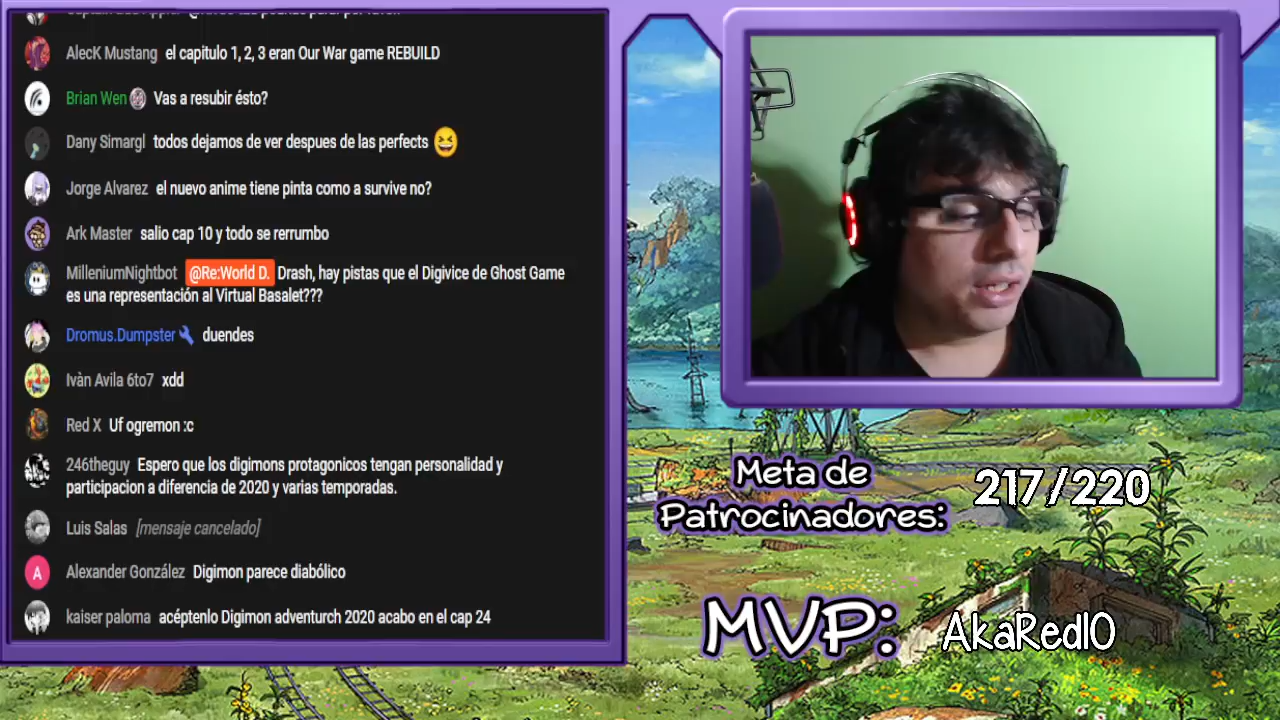 AlecK Mustang el capitulo 1, 2, 3 eran Our War game REBUILD
Brian Wen Vas a resubir ésto?
Dany Simargl todos dejamos de ver despues de las perfects
Jorge Alvarez el nuevo anime tiene pinta como a survive no?
Ark Master salio cap 10 y todo se rerrumbo
MilleniumNightbot @Re:World D. Drash, hay pistas que el Digivice de Ghost Game
es una representación al Virtual Basalet???
Dromus.Dumpster duendes
Ivàn Avila 6to7 xdd
Red X Uf ogremon :c
246theguy Espero que los digimons protagonicos tengan personalidad y
participacion a diferencia de 2020 y varias temporadas.
Luis Salas [mensaje cancelado]
A Alexander González Digimon parece diabólico
kaiser paloma acéptenlo Digimon adventurch 2020 acabo en el cap 24
Meta de
Patrocinadores: 217/220
MVP: AkaRed10